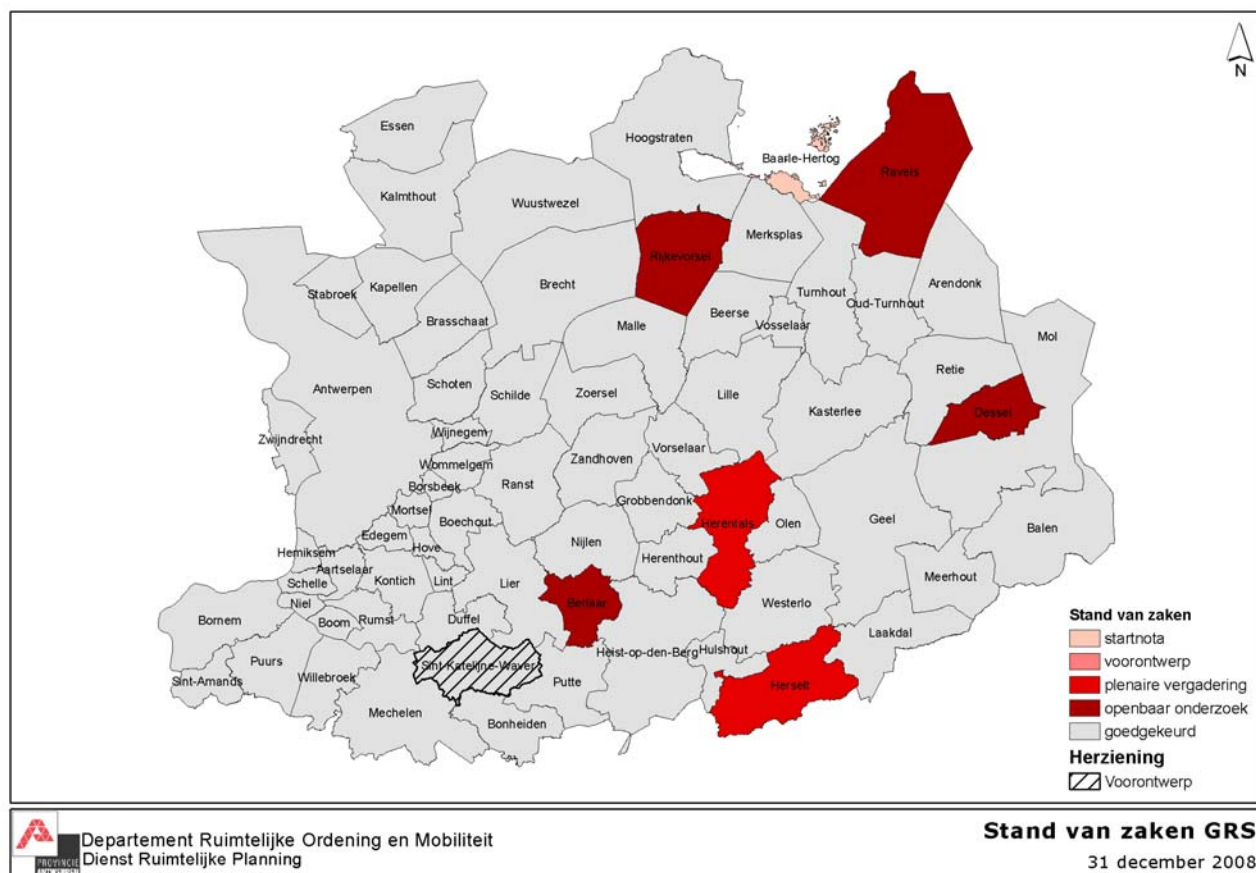 N
Essen
Hoogstraten
Baarle-Hertog
Ravels
Kalmthout
Wuustwezel
Merksplas
Rijkevorsel
Stabroek
Kapellen
Brecht
Turnhout
Oud-Turnhout
Arendonk
Brasschaat
Malle
Beerse
Vosselaar
Mol
Retie
Antwerpen
Schoten
Schilde
Zoersel
Lille
Kasterlee
Dessel
Zwijndrecht
Wijnegem
Wommelgem
Zandhoven
Vorselaar
Borsbeek
Ranst
Grobbendonk
Mortsel
Boechout
Herentals
Olen
Geel
Balen
Edegem
Hove
Nijlen
Herenthout
Hemiksem
Aartselaar
Schelle
Kontich
Lint
Lier
Meerhout
Niel
Berlaar
Westerlo
Bornem
Boom
Rumst
Duffel
Laakdal
Puurs
Willebroek
Sint-Katelijne-Waver
Heist-op-den-Berg
Hulshout
Sint-Amands
Putte
Herselt
Mechelen
Bonheiden
Stand van zaken
startnota
voorontwerp
plenaire vergadering
openbaar onderzoek
goedgekeurd
Herziening
Voorontwerp
Departement Ruimtelijke Ordening en Mobiliteit
Dienst Ruimtelijke Planning
PROVINCIE
Stand van zaken GRS
31 december 2008